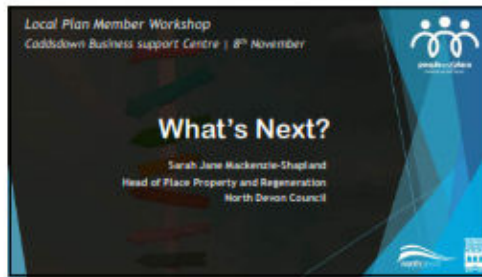 Local Plan Member Workshop
Caddsdown Business support Centre | 8th November
What's Next?
Sarah Jane Mackenzie-Shapland
Head of Place Property and Regeneration
North Devon Council